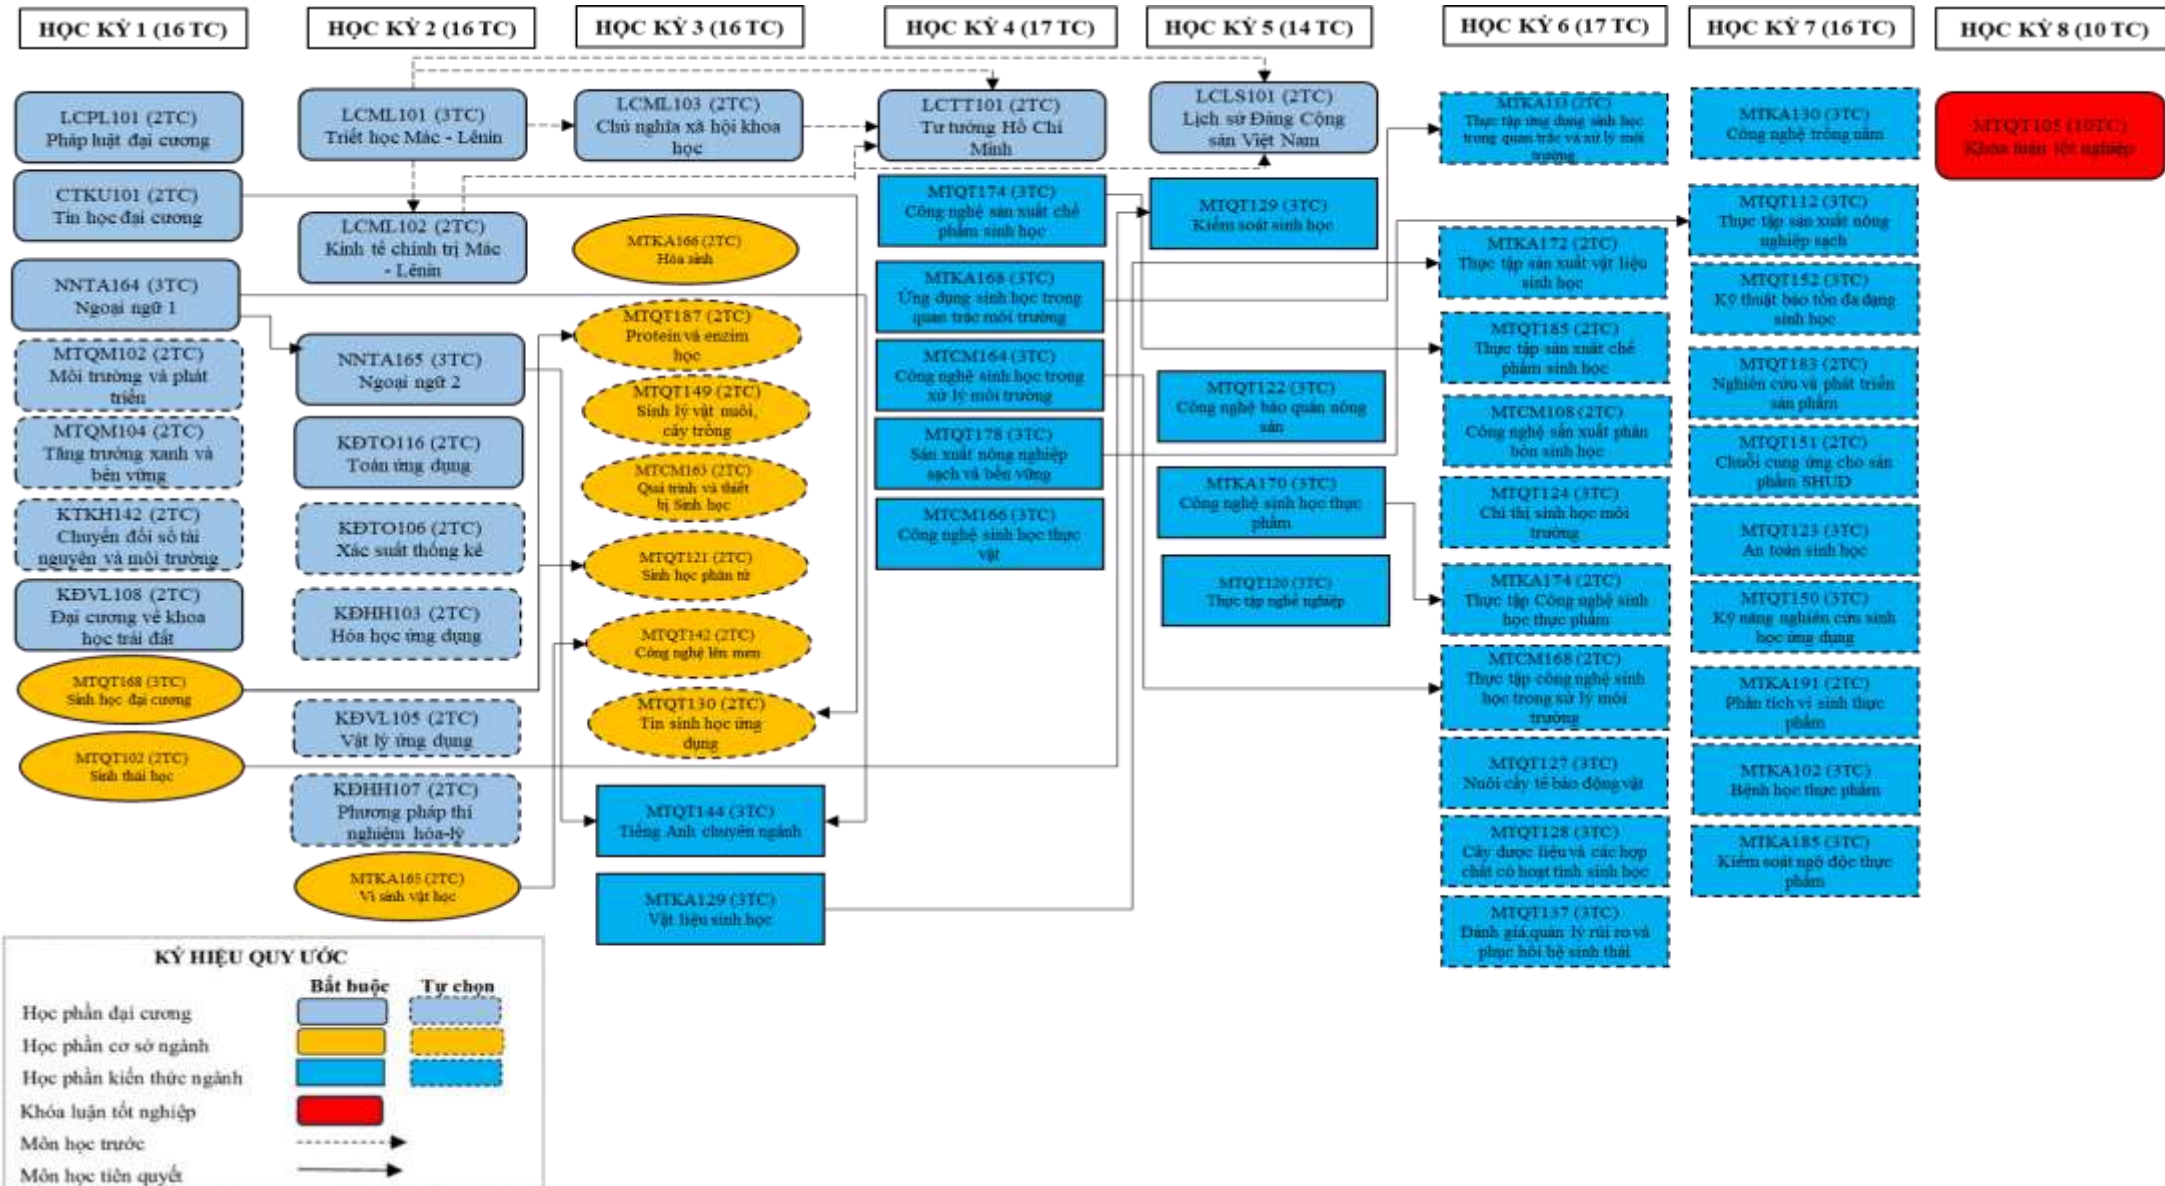 HỌC KỲ 1 (16 TC)
HỌC KỲ 2 (16 TC)
HỌC KỲ 3 (16 TC)
HỌC KỲ 4 (17 TC)
HỌC KỲ 5 (14 TC)
HỌC KỲ 6 (17 TC)
HỌC KỲ 7 (16 TC)
HỌC KỲ 8 (10 TC)
LCPL101 (2TC)
Pháp luật đại cương
CTKU101 (2TC)
Tin học đại cương
NNTA164 (3TC)
Ngoại ngữ 1
MTQM102 (2TC)
Môi trường và phát
triển
MTQM104 (2TC)
Tăng trưởng xanh và
bền vững
KTKH142 (2TC)
Chuyển đổi số tài
nguyên và môi trường
KĐVL108 (2TC)
Đại cương về khoa
học trái đất
MTQT168 (3TC)
Sinh học đại cương
MTQT102 (2TC)
Sinh thái học
LCML101 (3TC)
Triết học Mác - Lênin
LCML102 (2TC)
Kinh tế chính trị Mác
- Lênin
NNTA165 (3TC)
Ngoại ngữ 2
KĐTO116 (2TC)
Toán ứng dụng
KĐTO106 (2TC)
Xác suất thống kê
KĐHH103 (2TC)
Hóa học ứng dụng
KĐVL105 (2TC)
Vật lý ứng dụng
KĐHH107 (2TC)
Phương pháp thí
nghiệm hóa-lý
MTKA165 (2TC)
Vi sinh vật học
LCML103 (2TC)
Chủ nghĩa xã hội khoa
học
MTKA166 (2TC)
Hóa sinh
MTQT187 (2TC)
Protein và enzim
học
MTQT149 (2TC)
Sinh lý vật nuôi,
cây trồng
MTCM163 (2TC)
Quá trình và thiết
bị Sinh học
MTQT121 (2TC)
Sinh học phân tử
MTQT142 (2TC)
Công nghệ lên men
MTQT130 (2TC)
Tin sinh học ứng
dụng
MTQT144 (3TC)
Tiếng Anh chuyên ngành
MTKA129 (3TC)
Vật liệu sinh học
LCTT101 (2TC)
Tư tưởng Hồ Chí
Minh
MTQT174 (3TC)
Công nghệ sản xuất chế
phẩm sinh học
MTKA168 (3TC)
Ứng dụng sinh học trong
quan trắc môi trường
MTCM164 (3TC)
Công nghệ sinh học trong
xử lý môi trường
MTQT178 (3TC)
Sản xuất nông nghiệp
sạch và bền vững
MTCM166 (3TC)
Công nghệ sinh học thực
vật
LCLS101 (2TC)
Lịch sử Đảng Cộng
sản Việt Nam
MTQT129 (3TC)
Kiểm soát sinh học
MTQT122 (3TC)
Công nghệ bảo quản nông
sản
MTKA170 (3TC)
Công nghệ sinh học thực
phẩm
MTQT120 (3TC)
Thực tập nghề nghiệp
MTKA133 (2TC)
Thực tập ứng dụng sinh học
trong quan trắc và xử lý môi
trường
MTKA172 (2TC)
Thực tập sản xuất vật liệu
sinh học
MTQT185 (2TC)
Thực tập sản xuất chế
phẩm sinh học
MTCM108 (2TC)
Công nghệ sản xuất phân
bón sinh học
MTQT124 (3TC)
Chỉ thị sinh học môi
trường
MTKA174 (2TC)
Thực tập Công nghệ sinh
học thực phẩm
MTCM168 (2TC)
Thực tập công nghệ sinh
học trong xử lý môi
trường
MTQT127 (3TC)
Nuôi cấy tế bào động vật
MTQT128 (3TC)
Cây dược liệu và các hợp
chất có hoạt tính sinh học
MTQT137 (3TC)
Đánh giá,quản lý rủi ro và
phục hồi hệ sinh thái
MTKA130 (3TC)
Công nghệ trồng nấm
MTQT112 (3TC)
Thực tập sản xuất nông
nghiệp sạch
MTQT152 (3TC)
Kỹ thuật bảo tồn đa dạng
sinh học
MTQT183 (2TC)
Nghiên cứu và phát triển
sản phẩm
MTQT151 (2TC)
Chuỗi cung ứng cho sản
phẩm SHUD
MTQT123 (3TC)
An toàn sinh học
MTQT150 (3TC)
Kỹ năng nghiên cứu sinh
học ứng dụng
MTKA191 (2TC)
Phân tích vi sinh thực
phẩm
MTKA102 (3TC)
Bệnh học thực phẩm
MTKA185 (3TC)
Kiểm soát ngộ độc thực
phẩm
MTQT105 (10TC)
Khóa luận tốt nghiệp
KÝ HIỆU QUY ƯỚC
Bắt buộc Tự chọn
Học phần đại cương
Học phần cơ sở ngành
Học phần kiến thức ngành
Khóa luận tốt nghiệp
Môn học trước
Môn học tiên quyết